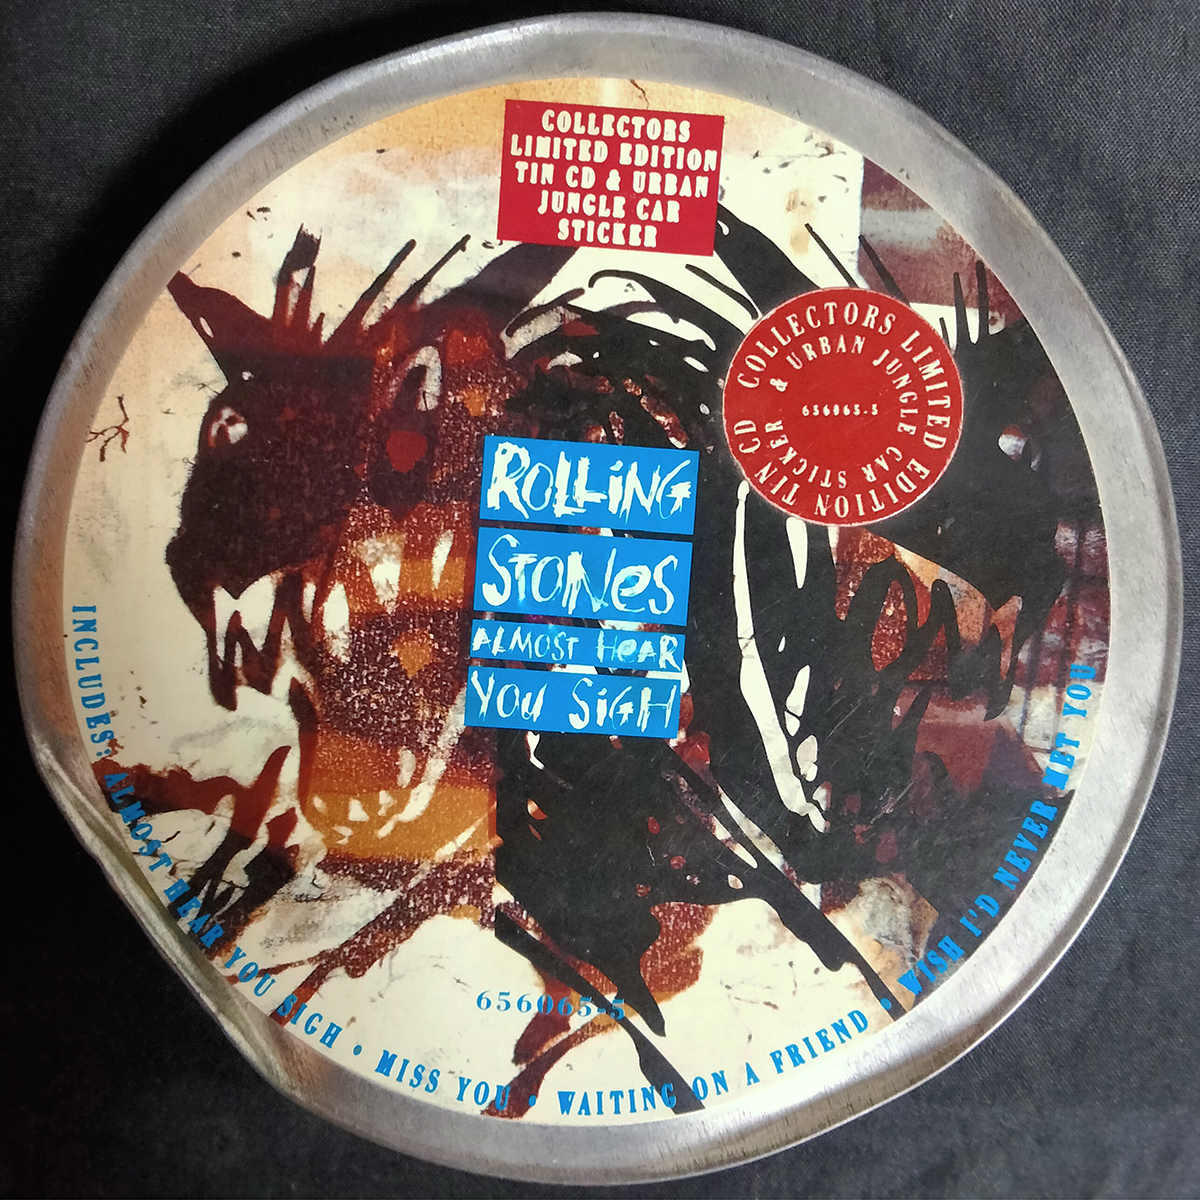 COLLECTORS
LIMITED EDITION
TIN CD & URBAN
JUNGLE CAR
STICKER
COLLECTORS LIMITED EDITION TIN CD
& URBAN JUNGLE CAR STICKER
656065-5
ROLLiNG
STONes
ALMOST HeAR
YOu SiGH
656065-5
INCLUDES: ALMOST HEAR YOU SIGH • MISS YOU • WAITING ON A FRIEND • WISH I'D NEVER MET YOU